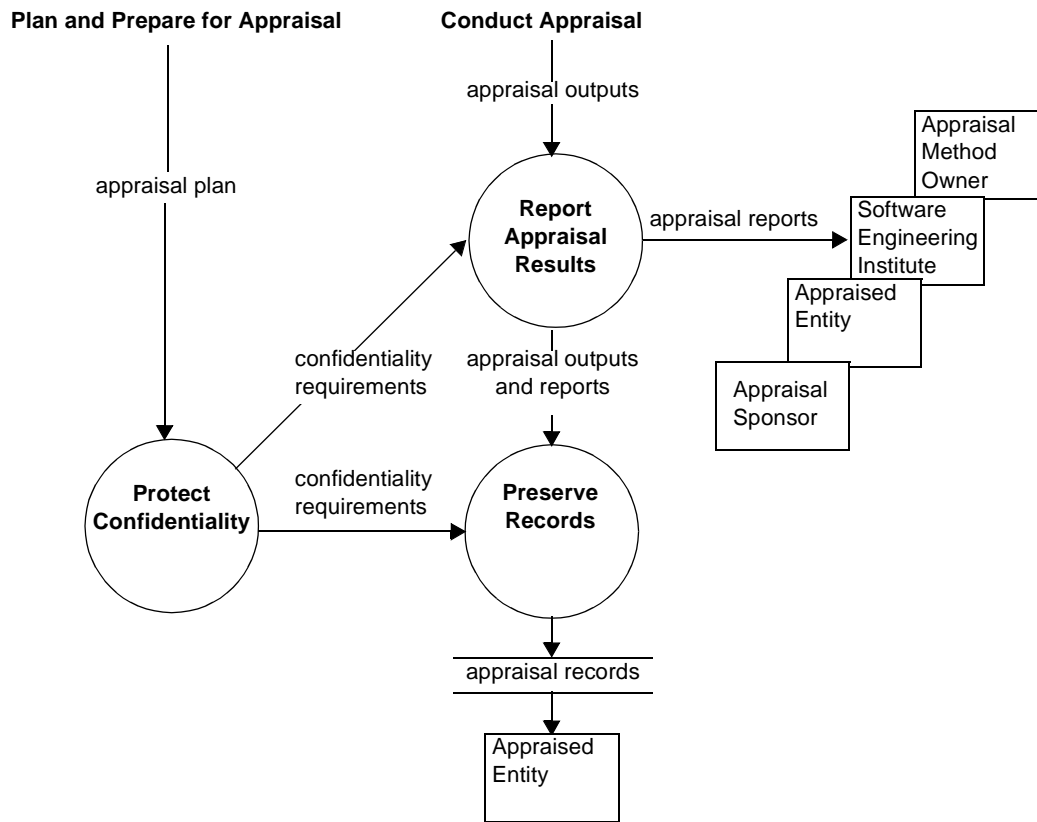 Plan and Prepare for Appraisal
Conduct Appraisal
appraisal outputs
appraisal plan
Report
Appraisal
Results
appraisal reports
Appraisal
Method
Owner
Software
Engineering
Institute
Appraised
Entity
Appraisal
Sponsor
confidentiality
requirements
appraisal outputs
and reports
Protect
Confidentiality
confidentiality
requirements
Preserve
Records
appraisal records
Appraised
Entity